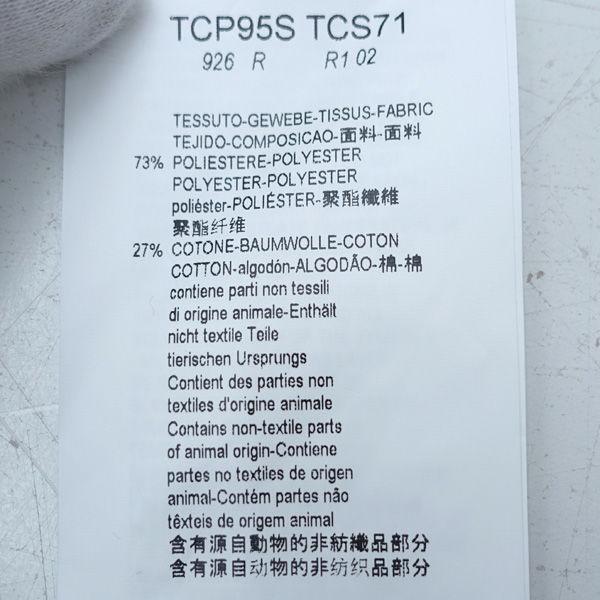 TCP95S TCS71
926 R R1 02
TESSUTO-GEWEBE-TISSUS-FABRIC
TEJIDO-COMPOSICAO-面料-面料
73% POLIESTERE-POLYESTER
POLYESTER-POLYESTER
poliéster-POLIÉSTER-聚酯纖維
聚酯纤维
27% COTONE-BAUMWOLLE-COTON
COTTON-algodón-ALGODÃO-棉-棉
contiene parti non tessili
di origine animale-Enthält
nicht textile Teile
tierischen Ursprungs
Contient des parties non
textiles d'origine animale
Contains non-textile parts
of animal origin-Contiene
partes no textiles de origen
animal-Contém partes não
têxteis de origem animal
含有源自動物的非紡織品部分
含有源自动物的非纺织品部分